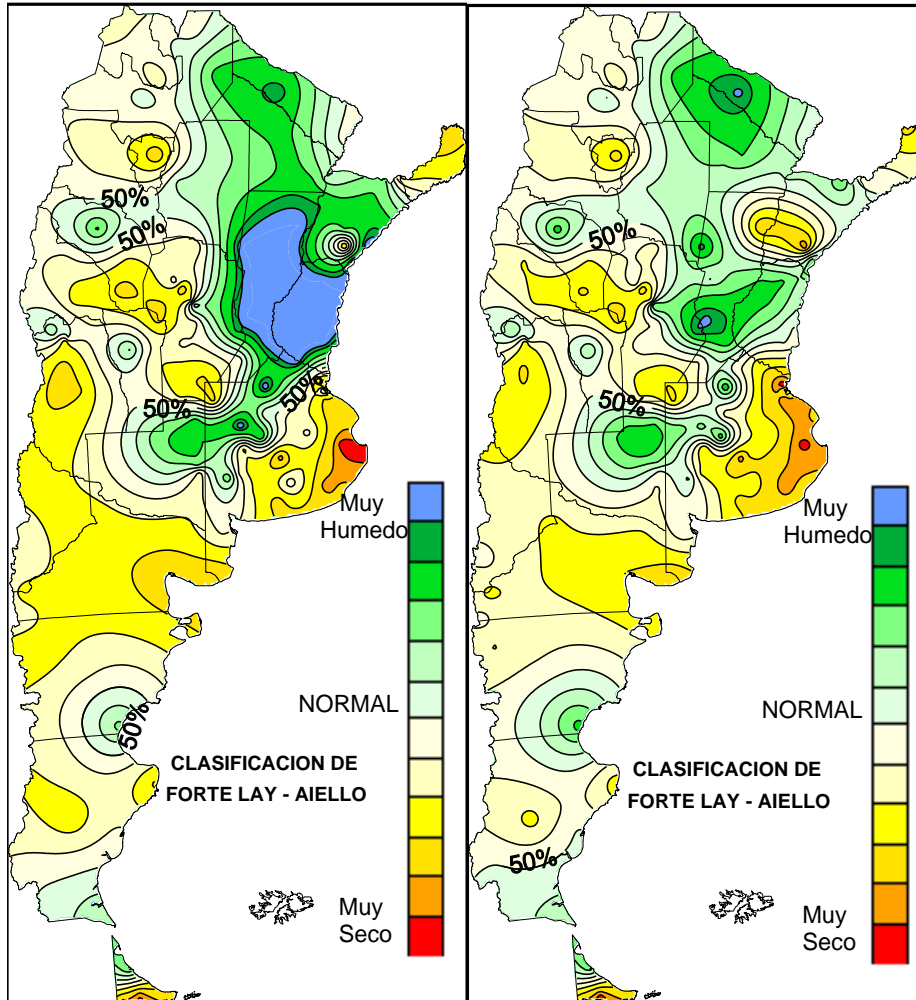 50%
50%
50%
50%
50%
Muy
Humedo
NORMAL
CLASIFICACION DE
FORTE LAY - AIELLO
Muy
Seco
50%
50%
50%
Muy
Humedo
NORMAL
CLASIFICACION DE
FORTE LAY - AIELLO
Muy
Seco